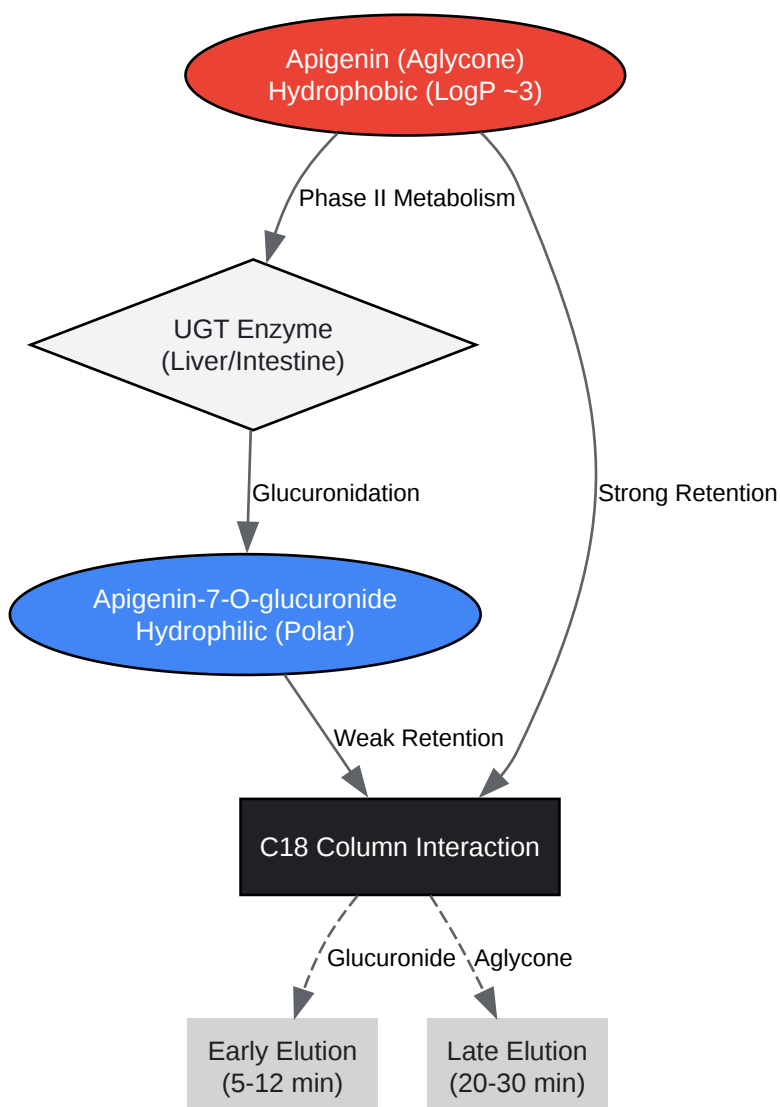 Apigenin (Aglycone)
Hydrophobic (LogP ~3)
Phase II Metabolism
UGT Enzyme
(Liver/Intestine)
Glucuronidation
Strong Retention
Apigenin-7-O-glucuronide
Hydrophilic (Polar)
Weak Retention
C18 Column Interaction
Glucuronide
Aglycone
Early Elution
(5-12 min)
Late Elution
(20-30 min)